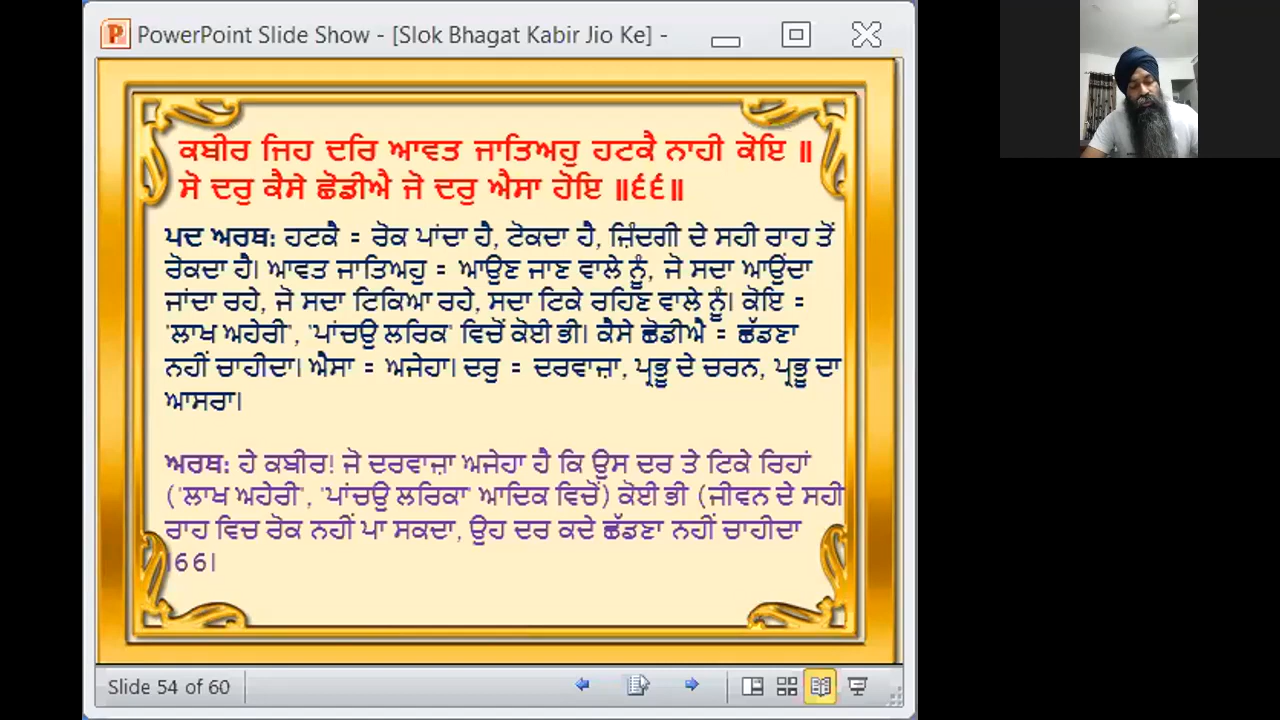 PowerPoint Slide Show - [Slok Bhagat Kabir Jio Ke] -
ਕਬੀਰ ਜਿਹ ਦਰਿ ਆਵਤ ਜਾਤਿਅਹੁ ਹਟਕੈ ਨਾਹੀ ਕੋਇ ॥
ਸੋ ਦਰੁ ਕੈਸੇ ਛੋਡੀਐ ਜੋ ਦਰੁ ਐਸਾ ਹੋਇ ॥੬੬॥
ਪਦ ਅਰਥ: ਹਟਕੈ = ਰੋਕ ਪਾਂਦਾ ਹੈ, ਟੋਕਦਾ ਹੈ, ਜ਼ਿੰਦਗੀ ਦੇ ਸਹੀ ਰਾਹ ਤੋਂ
ਰੋਕਦਾ ਹੈ। ਆਵਤ ਜਾਤਿਅਹੁ = ਆਉਣ ਜਾਣ ਵਾਲੇ ਨੂੰ, ਜੋ ਸਦਾ ਆਉਂਦਾ
ਜਾਂਦਾ ਰਹੇ, ਜੋ ਸਦਾ ਟਿਕਿਆ ਰਹੇ, ਸਦਾ ਟਿਕੇ ਰਹਿਣ ਵਾਲੇ ਨੂੰ। ਕੋਇ =
'ਲਾਖ ਅਹੇਰੀ', 'ਪਾਂਚਉ ਲਰਿਕ' ਵਿਚੋਂ ਕੋਈ ਭੀ। ਕੈਸੇ ਛੋਡੀਐ = ਛੱਡਣਾ
ਨਹੀਂ ਚਾਹੀਦਾ। ਐਸਾ = ਅਜੇਹਾ। ਦਰੁ = ਦਰਵਾਜ਼ਾ, ਪ੍ਰਭੂ ਦੇ ਚਰਨ, ਪ੍ਰਭੂ ਦਾ
ਆਸਰਾ।
ਅਰਥ: ਹੇ ਕਬੀਰ! ਜੋ ਦਰਵਾਜ਼ਾ ਅਜੇਹਾ ਹੈ ਕਿ ਉਸ ਦਰ ਤੇ ਟਿਕੇ ਰਿਹਾਂ
('ਲਾਖ ਅਹੇਰੀ', 'ਪਾਂਚਉ ਲਰਿਕਾ' ਆਦਿਕ ਵਿਚੋਂ) ਕੋਈ ਭੀ (ਜੀਵਨ ਦੇ ਸਹੀ
ਰਾਹ ਵਿਚ ਰੋਕ ਨਹੀਂ ਪਾ ਸਕਦਾ, ਉਹ ਦਰ ਕਦੇ ਛੱਡਣਾ ਨਹੀਂ ਚਾਹੀਦਾ
।66।
Slide 54 of 60